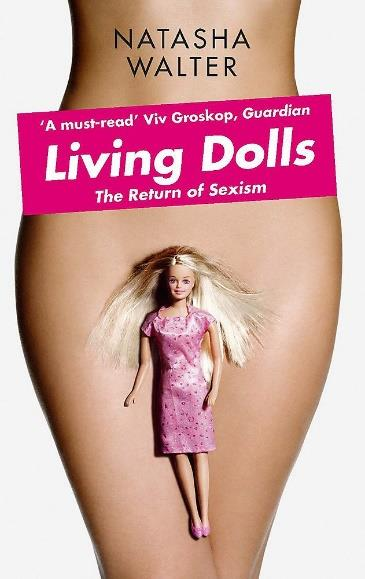 NATASHA
WALTER
‘A must-read’ Viv Groskop, Guardian
Living Dolls
The Return of Sexism